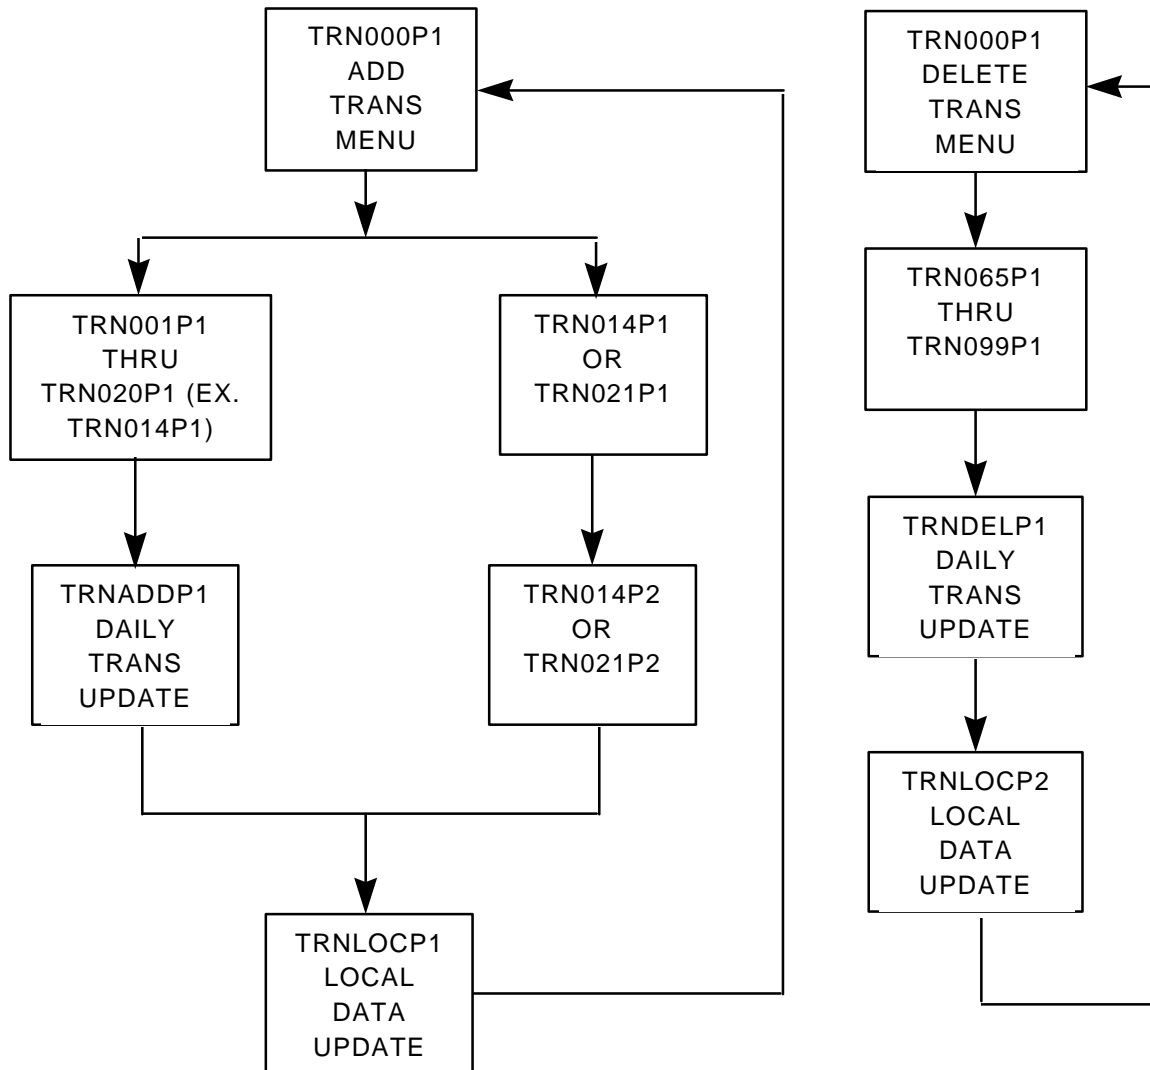 TRN000P1
ADD
TRANS
MENU
TRN001P1
THRU
TRN020P1 (EX.
TRN014P1)
TRN014P1
OR
TRN021P1
TRNADDP1
DAILY
TRANS
UPDATE
TRN014P2
OR
TRN021P2
TRNLOCP1
LOCAL
DATA
UPDATE
TRN000P1
DELETE
TRANS
MENU
TRN065P1
THRU
TRN099P1
TRNDELP1
DAILY
TRANS
UPDATE
TRNLOCP2
LOCAL
DATA
UPDATE